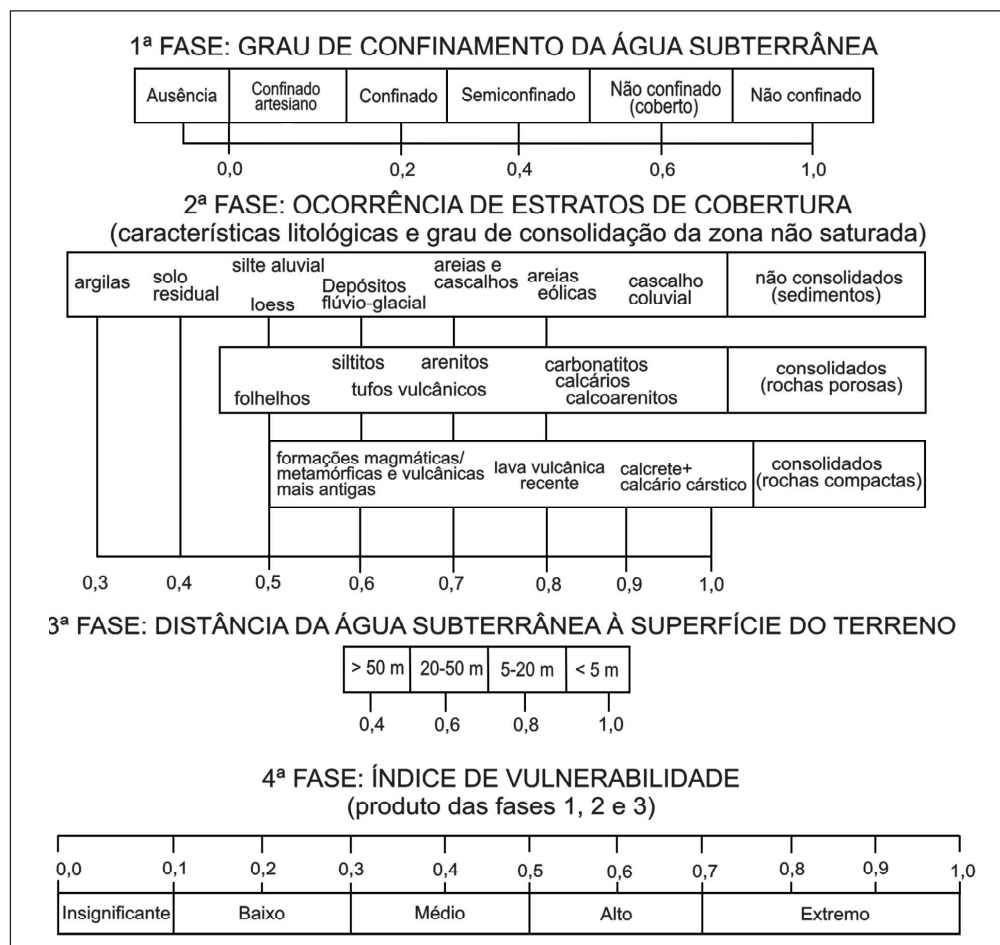 1ª FASE: GRAU DE CONFINAMENTO DA ÁGUA SUBTERRÂNEA
Ausência
Confinado
artesiano
Confinado
Semiconfinado
Não confinado
(coberto)
Não confinado
0,0 0,2 0,4 0,6 1,0
2ª FASE: OCORRÊNCIA DE ESTRATOS DE COBERTURA
(características litológicas e grau de consolidação da zona não saturada)
argilas
solo
residual
silte aluvial
loess
Depósitos
flúvio-glacial
areias e
cascalhos
areias
eólicas
cascalho
coluvial
não consolidados
(sedimentos)
folhelhos
siltitos
tufos vulcânicos
arenitos
carbonatitos
calcários
calcoarenitos
consolidados
(rochas porosas)
formações magmáticas/
metamórficas e vulcânicas
mais antigas
lava vulcânica
recente
calcrete+
calcário cárstico
consolidados
(rochas compactas)
0,3 0,4 0,5 0,6 0,7 0,8 0,9 1,0
3ª FASE: DISTÂNCIA DA ÁGUA SUBTERRÂNEA À SUPERFÍCIE DO TERRENO
> 50 m 20-50 m 5-20 m < 5 m
0,4 0,6 0,8 1,0
4ª FASE: ÍNDICE DE VULNERABILIDADE
(produto das fases 1, 2 e 3)
0,0 0,1 0,2 0,3 0,4 0,5 0,6 0,7 0,8 0,9 1,0
Insignificante Baixo Médio Alto Extremo